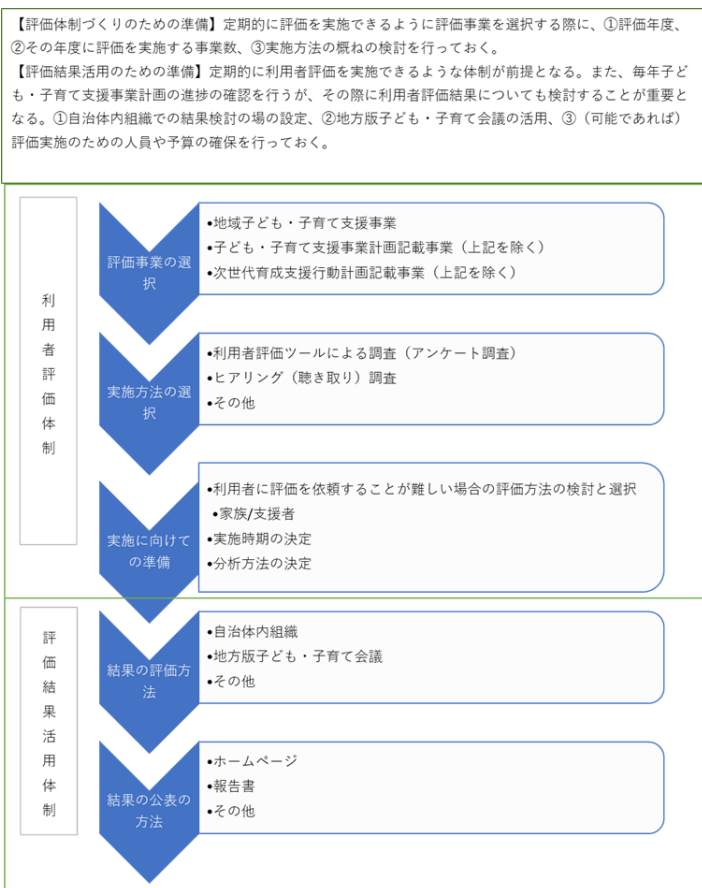 【評価体制づくりのための準備】定期的に評価を実施できるように評価事業を選択する際に、①評価年度、
②その年度に評価を実施する事業数、③実施方法の概ねの検討を行っておく。
【評価結果活用のための準備】定期的に利用者評価を実施できるような体制が前提となる。また、毎年子ど
も・子育て支援事業計画の進捗の確認を行うが、その際に利用者評価結果についても検討することが重要と
なる。①自治体内組織での結果検討の場の設定、②地方版子ども・子育て会議の活用、③（可能であれば）
評価実施のための人員や予算の確保を行っておく。
利用者評価体制
評価事業の選
択
•地域子ども・子育て支援事業
•子ども・子育て支援事業計画記載事業（上記を除く）
•次世代育成支援行動計画記載事業（上記を除く）
実施方法の選
択
•利用者評価ツールによる調査（アンケート調査）
•ヒアリング（聴き取り）調査
•その他
実施に向けて
の準備
•利用者に評価を依頼することが難しい場合の評価方法の検討と選択
•家族/支援者
•実施時期の決定
•分析方法の決定
評価結果活用体制
結果の評価方
法
•自治体内組織
•地方版子ども・子育て会議
•その他
結果の公表の
方法
•ホームページ
•報告書
•その他